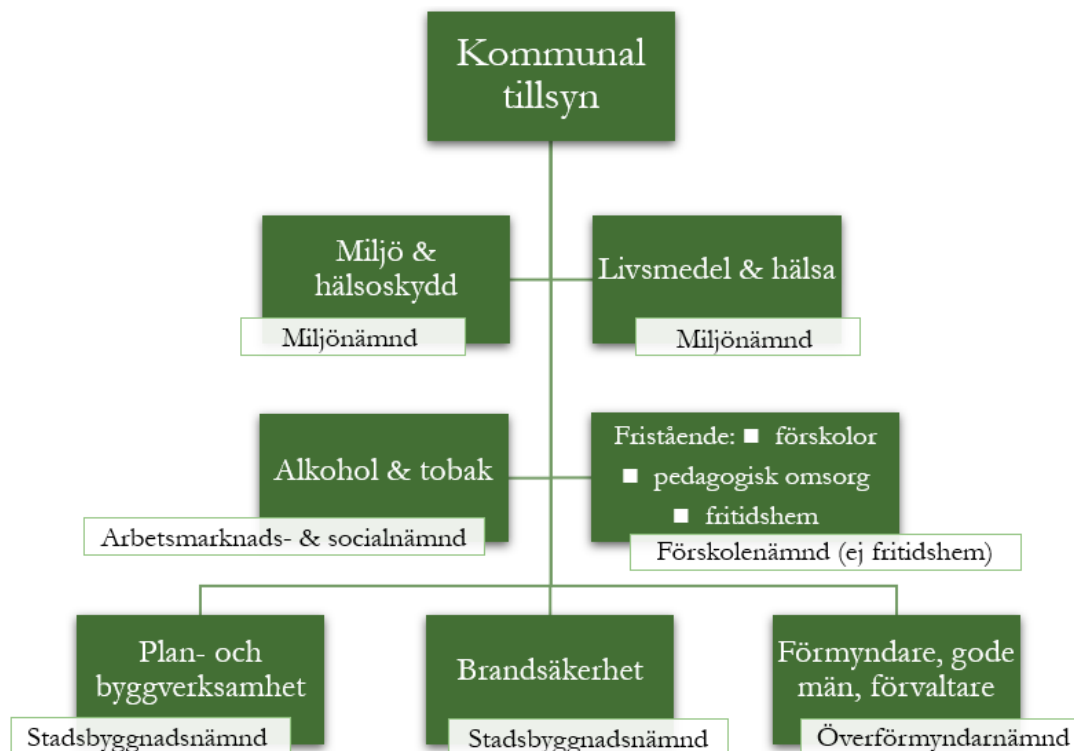 Kommunal
tillsyn
Miljö &
hälsoskydd
Miljönämnd
Livsmedel & hälsa
Miljönämnd
Alkohol & tobak
Arbetsmarknads- & socialnämnd
Fristående: ■ förskolor
■ pedagogisk omsorg
■ fritidshem
Förskolenämnd (ej fritidshem)
Plan- och
byggverksamhet
Stadsbyggnadsnämnd
Brandsäkerhet
Stadsbyggnadsnämnd
Förmyndare, gode
män, förvaltare
Överförmyndarnämnd